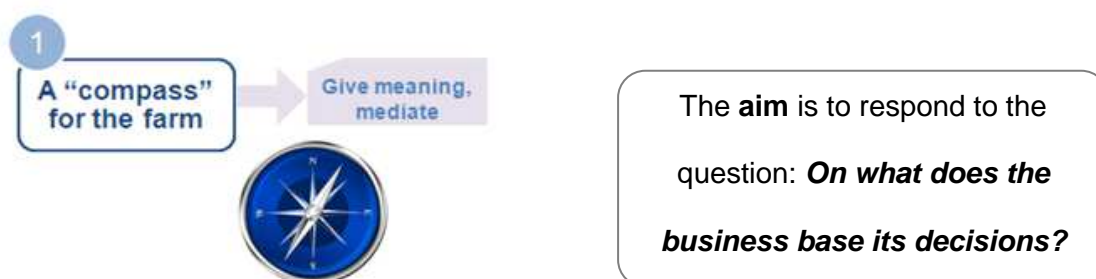 1
A “compass”
for the farm
Give meaning,
mediate
N
The aim is to respond to the
question: On what does the
business base its decisions?